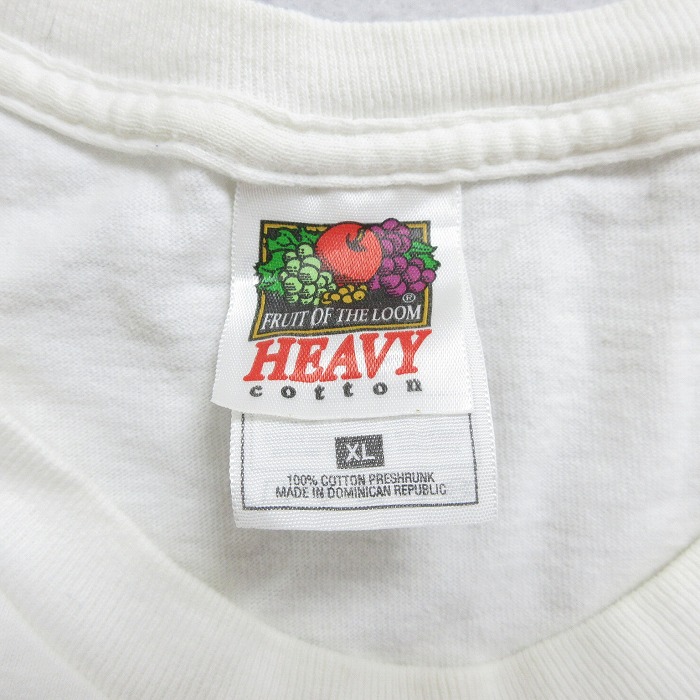 ®
FRUIT OF THE LOOM
HEAVY
cotton
XL
100% COTTON PRESHRUNK
MADE IN DOMINICAN REPUBLIC